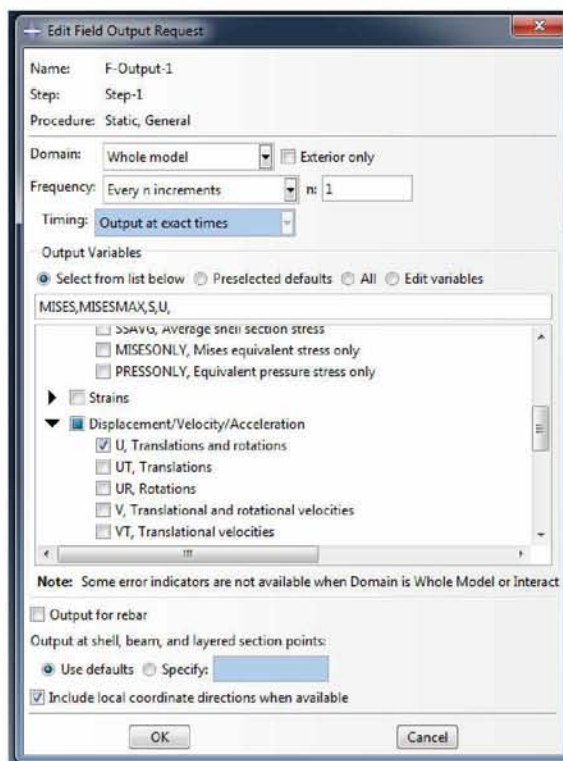 Edit Field Output Request
Name: F-Output-1
Step: Step-1
Procedure: Static, General
Domain: Whole model Exterior only
Frequency: Every n increments n: 1
Timing: Output at exact times
Output Variables
Select from list below Preselected defaults All Edit variables
MISES,MISESMAX,S,U,
SSAVG, Average shell section stress
MISESONLY, Mises equivalent stress only
PRESSONLY, Equivalent pressure stress only
Strains
Displacement/Velocity/Acceleration
U, Translations and rotations
UT, Translations
UR, Rotations
V, Translational and rotational velocities
VT, Translational velocities
Note: Some error indicators are not available when Domain is Whole Model or Interact
Output for rebar
Output at shell, beam, and layered section points:
Use defaults Specify:
Include local coordinate directions when available
OK Cancel